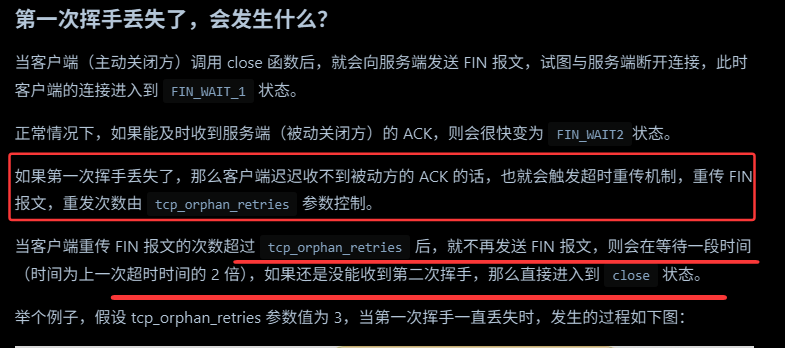 第一次挥手丢失了，会发生什么？
当客户端（主动关闭方）调用 close 函数后，就会向服务端发送 FIN 报文，试图与服务端断开连接，此时
客户端的连接进入到 FIN_WAIT_1 状态。
正常情况下，如果能及时收到服务端（被动关闭方）的 ACK，则会很快变为 FIN_WAIT2 状态。
如果第一次挥手丢失了，那么客户端迟迟收不到被动方的 ACK 的话，也就会触发超时重传机制，重传 FIN
报文，重发次数由 tcp_orphan_retries 参数控制。
当客户端重传 FIN 报文的次数超过 tcp_orphan_retries 后，就不再发送 FIN 报文，则会在等待一段时间
（时间为上一次超时时间的 2 倍），如果还是没能收到第二次挥手，那么直接进入到 close 状态。
举个例子，假设 tcp_orphan_retries 参数值为 3，当第一次挥手一直丢失时，发生的过程如下图：